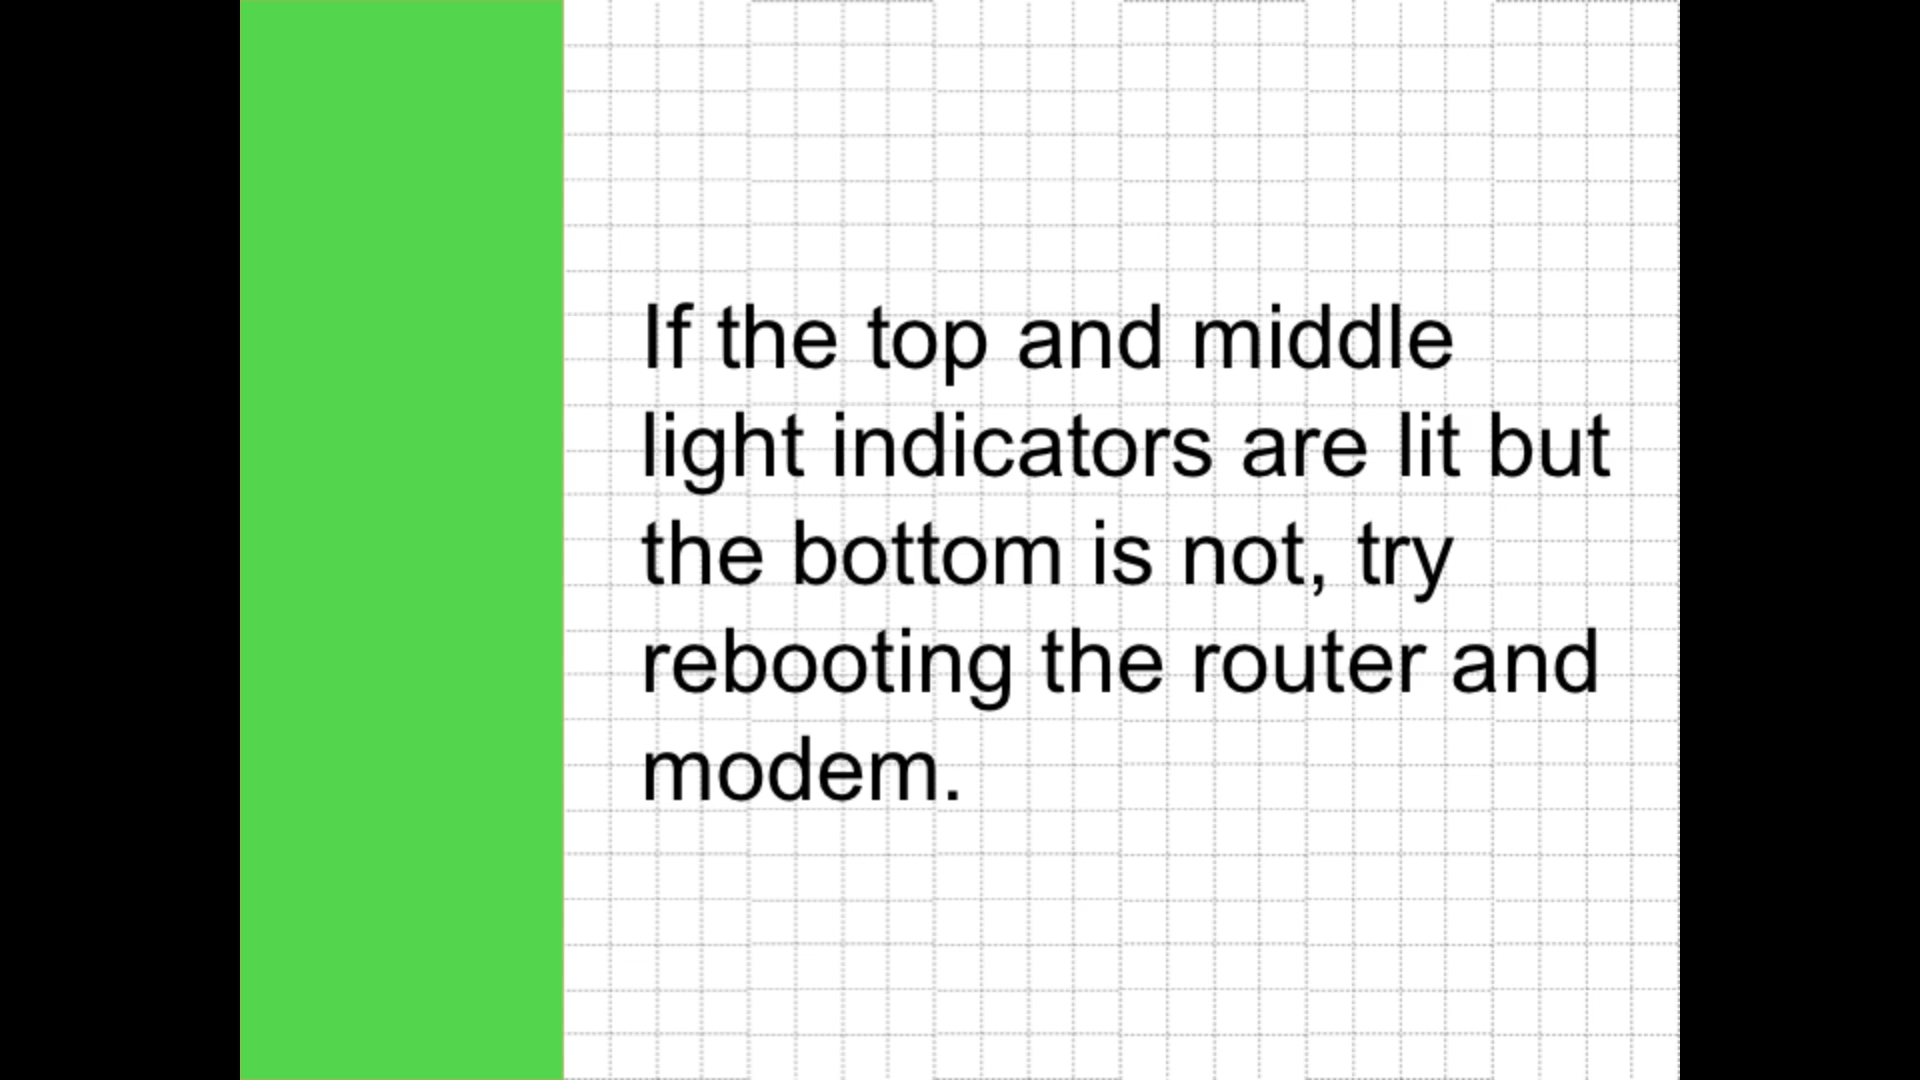 If the top and middle
light indicators are lit but
the bottom is not, try
rebooting the router and
modem.